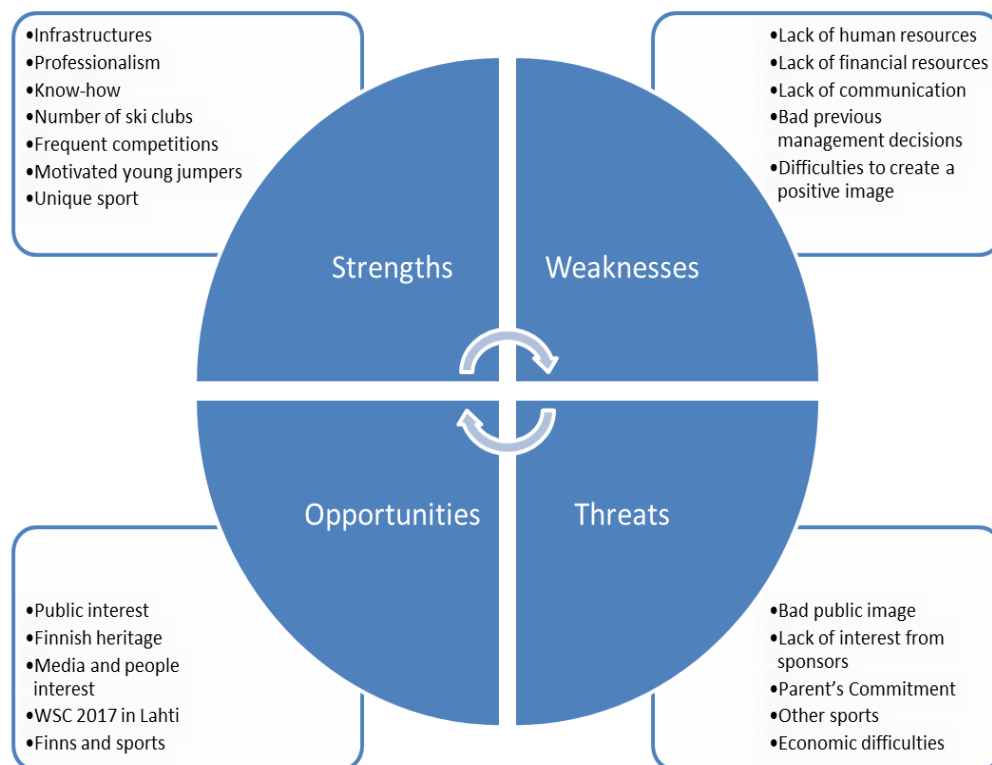 •Infrastructures
•Professionalism
•Know-how
•Number of ski clubs
•Frequent competitions
•Motivated young jumpers
•Unique sport
•Lack of human resources
•Lack of financial resources
•Lack of communication
•Bad previous
management decisions
•Difficulties to create a
positive image
Strengths
Weaknesses
Opportunities
Threats
•Public interest
•Finnish heritage
•Media and people
interest
•WSC 2017 in Lahti
•Finns and sports
•Bad public image
•Lack of interest from
sponsors
•Parent’s Commitment
•Other sports
•Economic difficulties